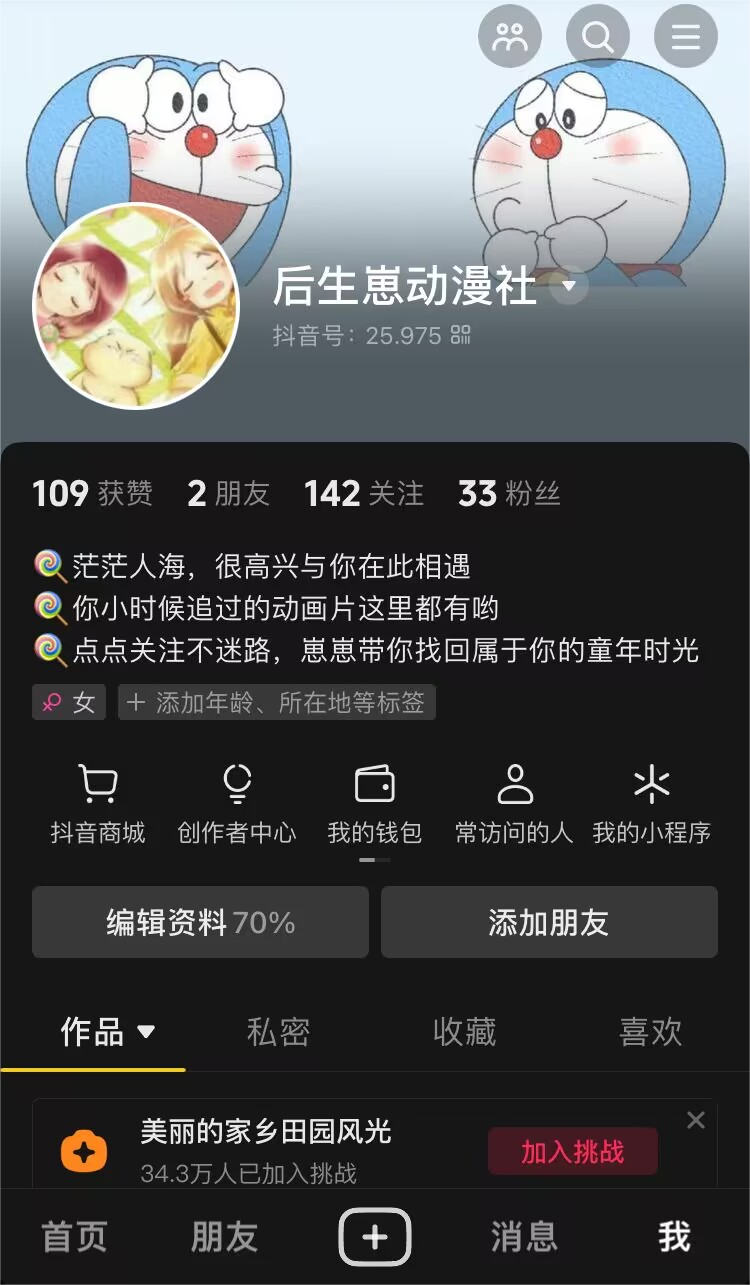 后生崽动漫社
抖音号：25.975
109 获赞 2 朋友 142 关注 33 粉丝
茫茫人海，很高兴与你在此相遇
你小时候追过的动画片这里都有哟
点点关注不迷路，崽崽带你找回属于你的童年时光
女 + 添加年龄、所在地等标签
抖音商城 创作者中心 我的钱包 常访问的人 我的小程序
编辑资料 70% 添加朋友
作品 私密 收藏 喜欢
美丽的家乡田园风光
加入挑战
34.3万人已加入挑战
首页 朋友 消息 我